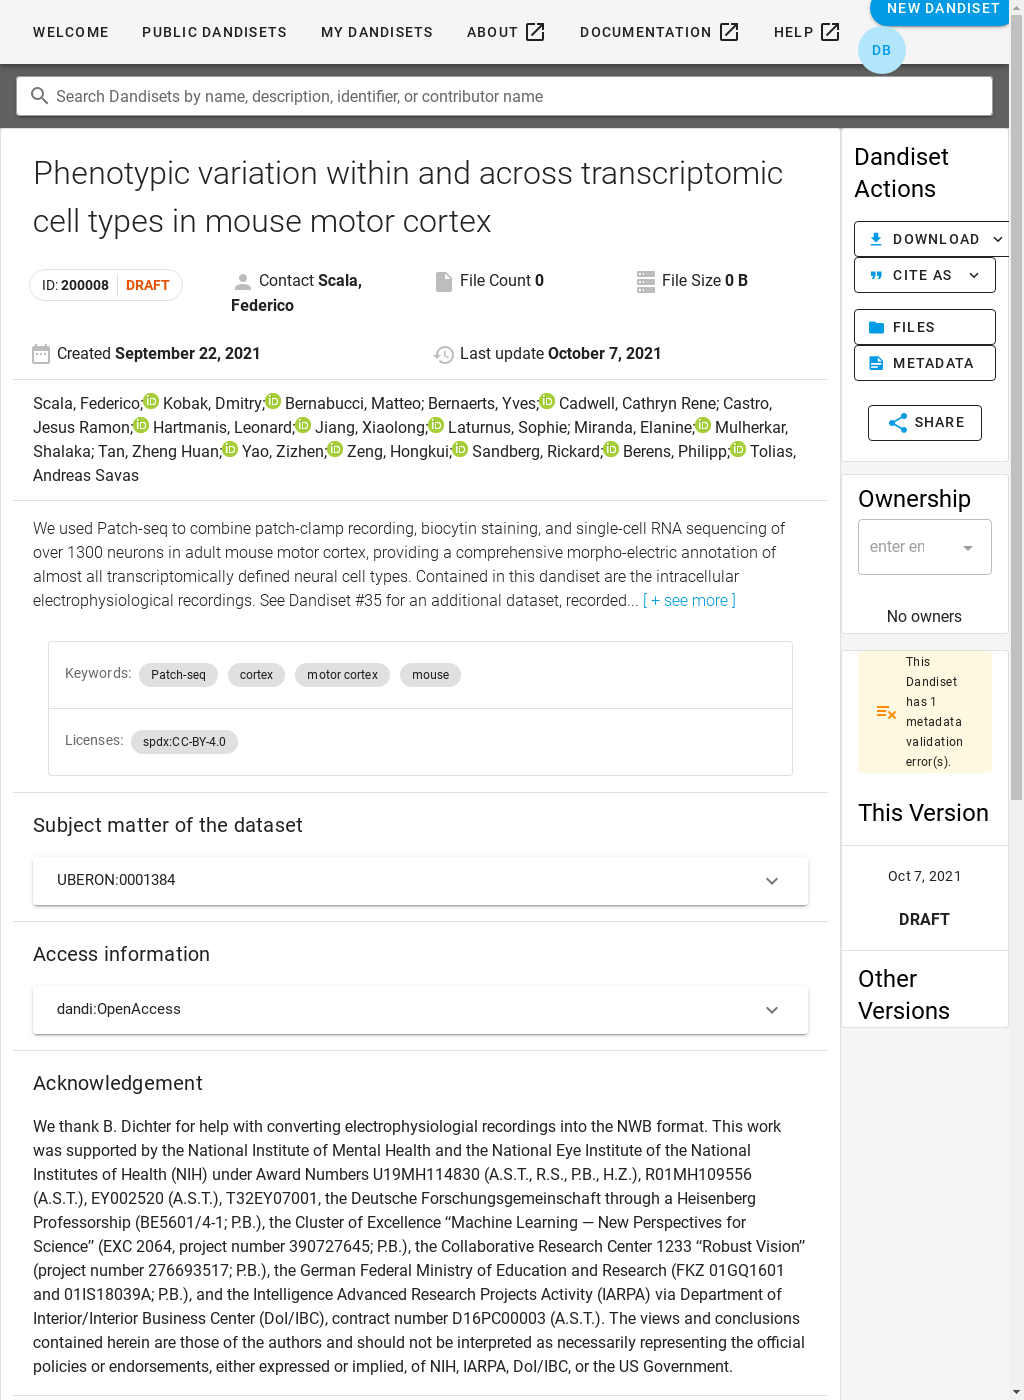 WELCOME PUBLIC DANDISETS MY DANDISETS ABOUT DOCUMENTATION HELP NEW DANDISET
DB
Search Dandisets by name, description, identifier, or contributor name
Phenotypic variation within and across transcriptomic
cell types in mouse motor cortex
ID: 200008 DRAFT
Contact Scala,
Federico
File Count 0
File Size 0 B
Created September 22, 2021
Last update October 7, 2021
Scala, Federico; Kobak, Dmitry; Bernabucci, Matteo; Bernaerts, Yves; Cadwell, Cathryn Rene; Castro,
Jesus Ramon; Hartmanis, Leonard; Jiang, Xiaolong; Laturnus, Sophie; Miranda, Elanine; Mulherkar,
Shalaka; Tan, Zheng Huan; Yao, Zizhen; Zeng, Hongkui; Sandberg, Rickard; Berens, Philipp; Tolias,
Andreas Savas
We used Patch-seq to combine patch-clamp recording, biocytin staining, and single-cell RNA sequencing of
over 1300 neurons in adult mouse motor cortex, providing a comprehensive morpho-electric annotation of
almost all transcriptomically defined neural cell types. Contained in this dandiset are the intracellular
electrophysiological recordings. See Dandiset #35 for an additional dataset, recorded... [ + see more ]
Keywords: Patch-seq cortex motor cortex mouse
Licenses: spdx:CC-BY-4.0
Subject matter of the dataset
UBERON:0001384
Access information
dandi:OpenAccess
Acknowledgement
We thank B. Dichter for help with converting electrophysiologial recordings into the NWB format. This work
was supported by the National Institute of Mental Health and the National Eye Institute of the National
Institutes of Health (NIH) under Award Numbers U19MH114830 (A.S.T., R.S., P.B., H.Z.), R01MH109556
(A.S.T.), EY002520 (A.S.T.), T32EY07001, the Deutsche Forschungsgemeinschaft through a Heisenberg
Professorship (BE5601/4-1; P.B.), the Cluster of Excellence “Machine Learning — New Perspectives for
Science” (EXC 2064, project number 390727645; P.B.), the Collaborative Research Center 1233 “Robust Vision”
(project number 276693517; P.B.), the German Federal Ministry of Education and Research (FKZ 01GQ1601
and 01IS18039A; P.B.), and the Intelligence Advanced Research Projects Activity (IARPA) via Department of
Interior/Interior Business Center (DoI/IBC), contract number D16PC00003 (A.S.T.). The views and conclusions
contained herein are those of the authors and should not be interpreted as necessarily representing the official
policies or endorsements, either expressed or implied, of NIH, IARPA, DoI/IBC, or the US Government.
Dandiset
Actions
DOWNLOAD
CITE AS
FILES
METADATA
SHARE
Ownership
enter en
No owners
This
Dandiset
has 1
metadata
validation
error(s).
This Version
Oct 7, 2021
DRAFT
Other
Versions